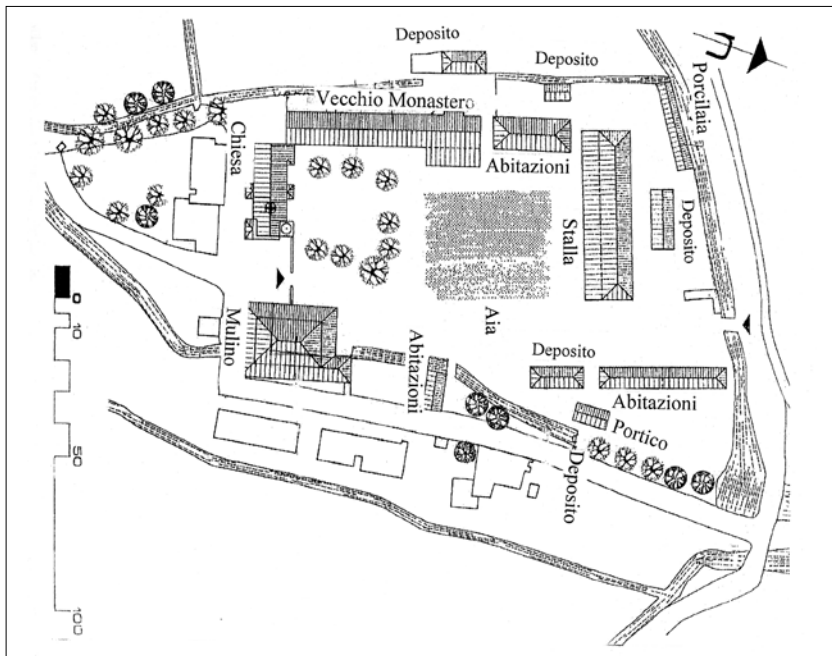 Deposito
Deposito
n
Porcilaia
Vecchio Monastero
Chiesa
Abitazioni
Stalla
Deposito
Aia
Mulino
Abitazioni
Deposito
Abitazioni
Portico
Deposito
0
10
50
100